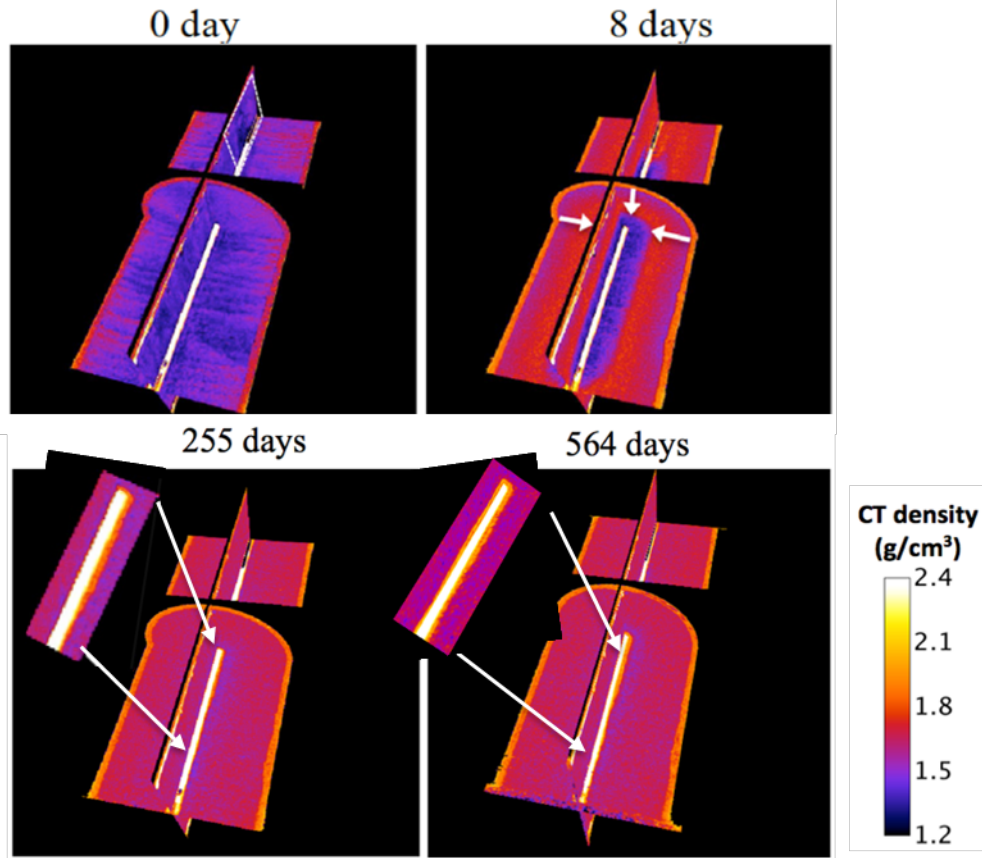 0 day
8 days
255 days
564 days
CT density
(g/cm³)
2.4
2.1
1.8
1.5
1.2